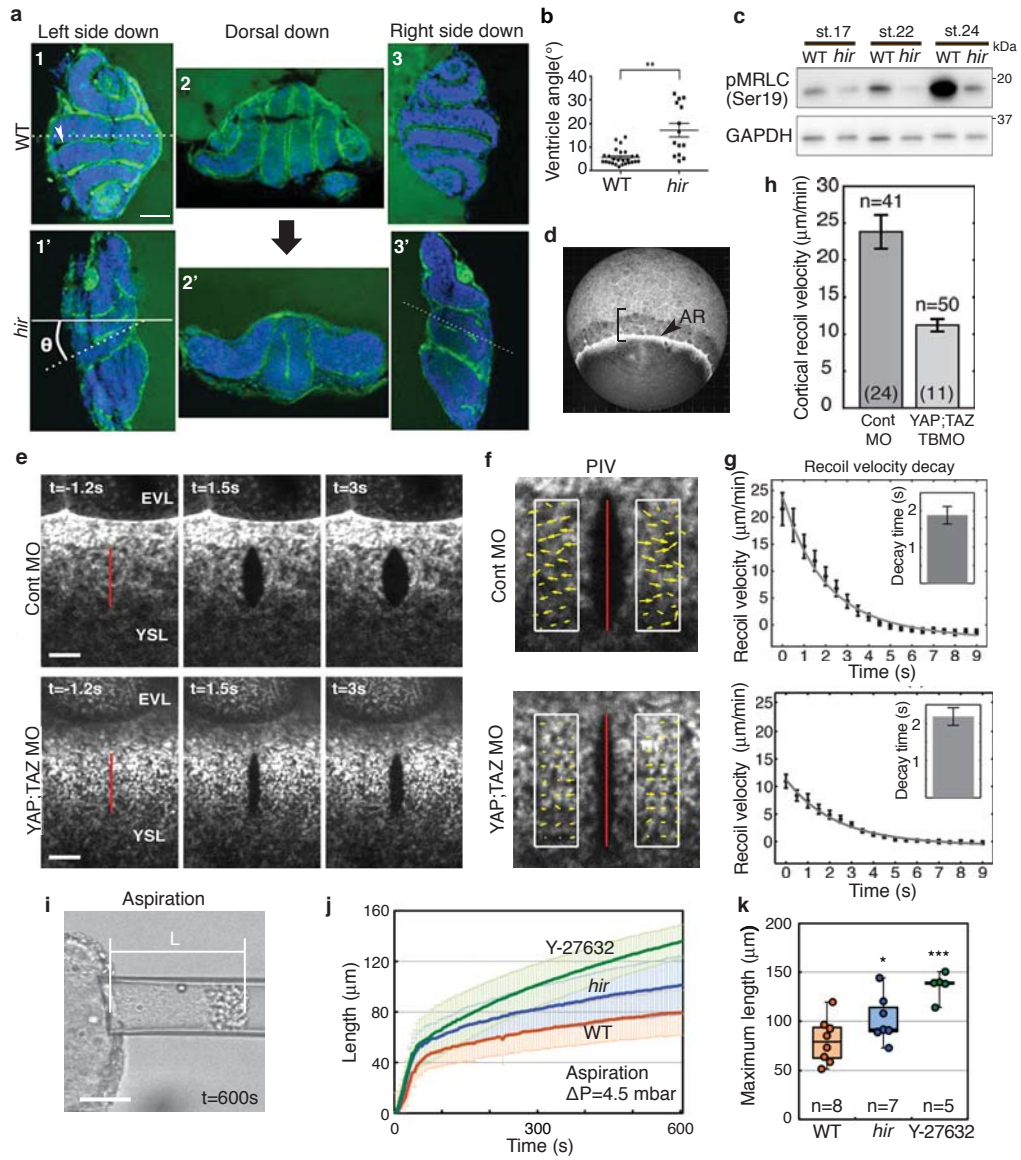 a
Left side down
Dorsal down
Right side down
1
2
3
WT
1'
2'
3'
hir
θ
b
Ventricle angle(°)
40
30
20
10
0
**
WT
hir
c
st.17
st.22
st.24
WT hir WT hir WT hir
kDa
pMRLC
(Ser19)
20
37
GAPDH
d
AR
h
Cortical recoil velocity (μm/min)
30
25
20
15
10
5
0
n=41
n=50
(24)
(11)
Cont
MO
YAP;TAZ
TBMO
e
Cont MO
t=-1.2s
EVL
YSL
t=1.5s
t=3s
YAP;TAZ MO
t=-1.2s
EVL
YSL
t=1.5s
t=3s
f
PIV
Cont MO
YAP;TAZ MO
g
Recoil velocity decay
Recoil velocity (μm/min)
25
20
15
10
5
0
0 1 2 3 4 5 6 7 8 9
Time (s)
Decay time (s)
2
1
Recoil velocity (μm/min)
25
20
15
10
5
0
0 1 2 3 4 5 6 7 8 9
Time (s)
Decay time (s)
2
1
i
Aspiration
L
t=600s
j
Length (μm)
160
120
80
40
0
Y-27632
hir
WT
Aspiration
ΔP=4.5 mbar
0 300 600
Time (s)
k
Maximum length (μm)
200
150
100
50
0
*
***
n=8
n=7
n=5
WT
hir
Y-27632